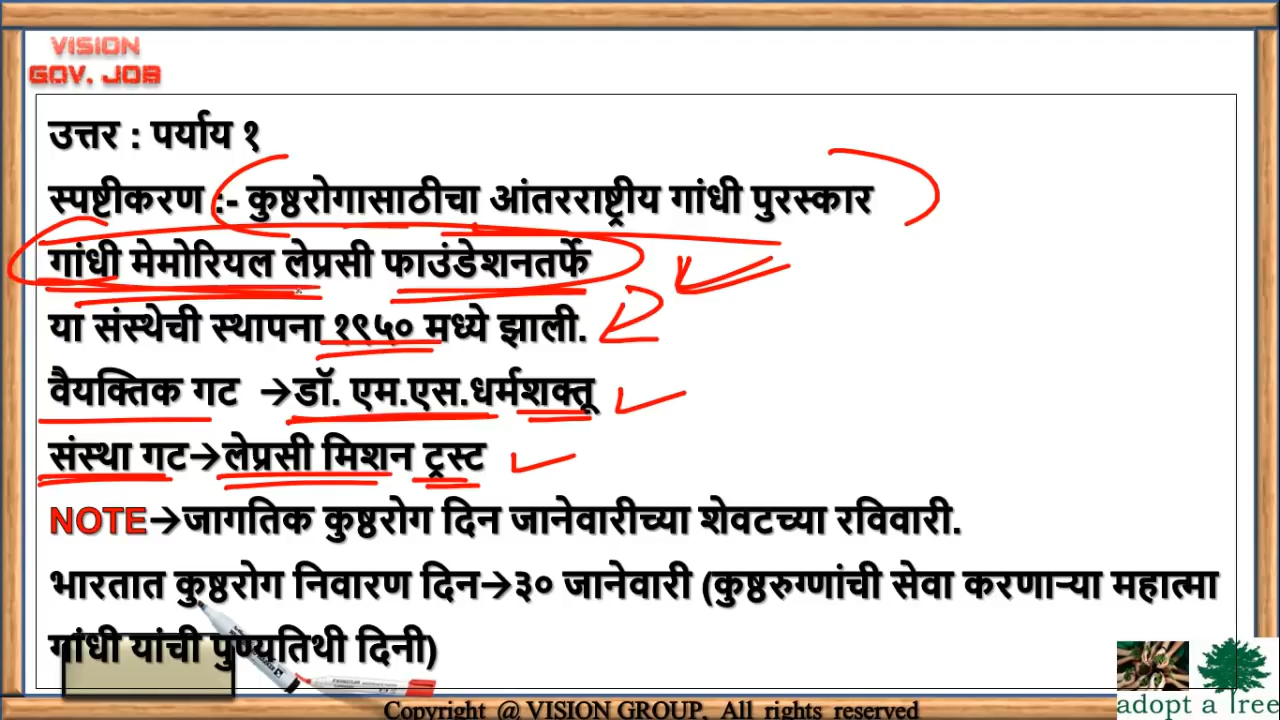 VISION
GOV. JOB
उत्तर : पर्याय १
स्पष्टीकरण :- कुष्ठरोगासाठीचा आंतरराष्ट्रीय गांधी पुरस्कार
गांधी मेमोरियल लेप्रसी फाउंडेशनतर्फे
या संस्थेची स्थापना १९५० मध्ये झाली.
वैयक्तिक गट →डॉ. एम.एस.धर्मशक्तू
संस्था गट→लेप्रसी मिशन ट्रस्ट
NOTE→जागतिक कुष्ठरोग दिन जानेवारीच्या शेवटच्या रविवारी.
भारतात कुष्ठरोग निवारण दिन→३० जानेवारी (कुष्ठरुग्णांची सेवा करणाऱ्या महात्मा
गांधी यांची पुण्यतिथी दिनी)
adopt a Tree
Copyright @ VISION GROUP, All rights reserved